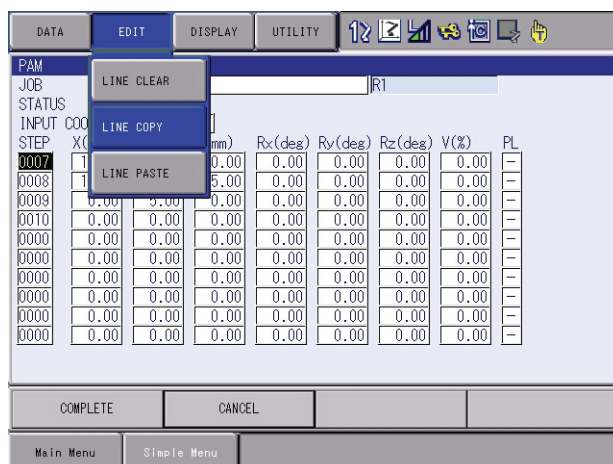 DATA EDIT DISPLAY UTILITY
PAM
JOB R1
STATUS
INPUT COO
STEP X( mm) Rx(deg) Ry(deg) Rz(deg) V(%) PL
0007 1 0.00 0.00 0.00 0.00 0.00 –
0008 1 5.00 0.00 0.00 0.00 0.00 –
0009 0.00 5.00 0.00 0.00 0.00 0.00 0.00 –
0010 0.00 0.00 0.00 0.00 0.00 0.00 0.00 –
0000 0.00 0.00 0.00 0.00 0.00 0.00 0.00 –
0000 0.00 0.00 0.00 0.00 0.00 0.00 0.00 –
0000 0.00 0.00 0.00 0.00 0.00 0.00 0.00 –
0000 0.00 0.00 0.00 0.00 0.00 0.00 0.00 –
0000 0.00 0.00 0.00 0.00 0.00 0.00 0.00 –
0000 0.00 0.00 0.00 0.00 0.00 0.00 0.00 –
LINE CLEAR
LINE COPY
LINE PASTE
COMPLETE CANCEL
Main Menu Simple Menu